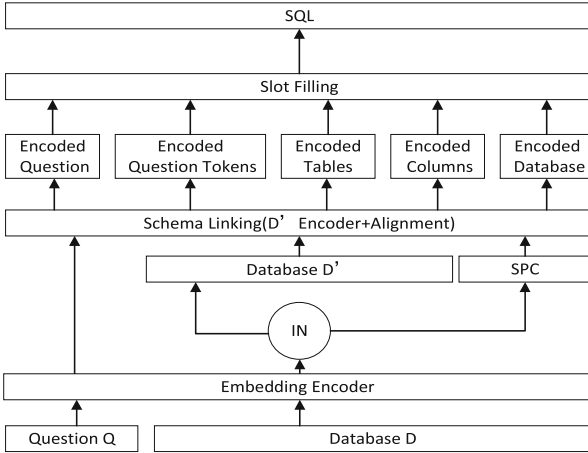 SQL
Slot Filling
Encoded
Question
Encoded
Question Tokens
Encoded
Tables
Encoded
Columns
Encoded
Database
Schema Linking(D’ Encoder+Alignment)
Database D’
SPC
IN
Embedding Encoder
Question Q
Database D